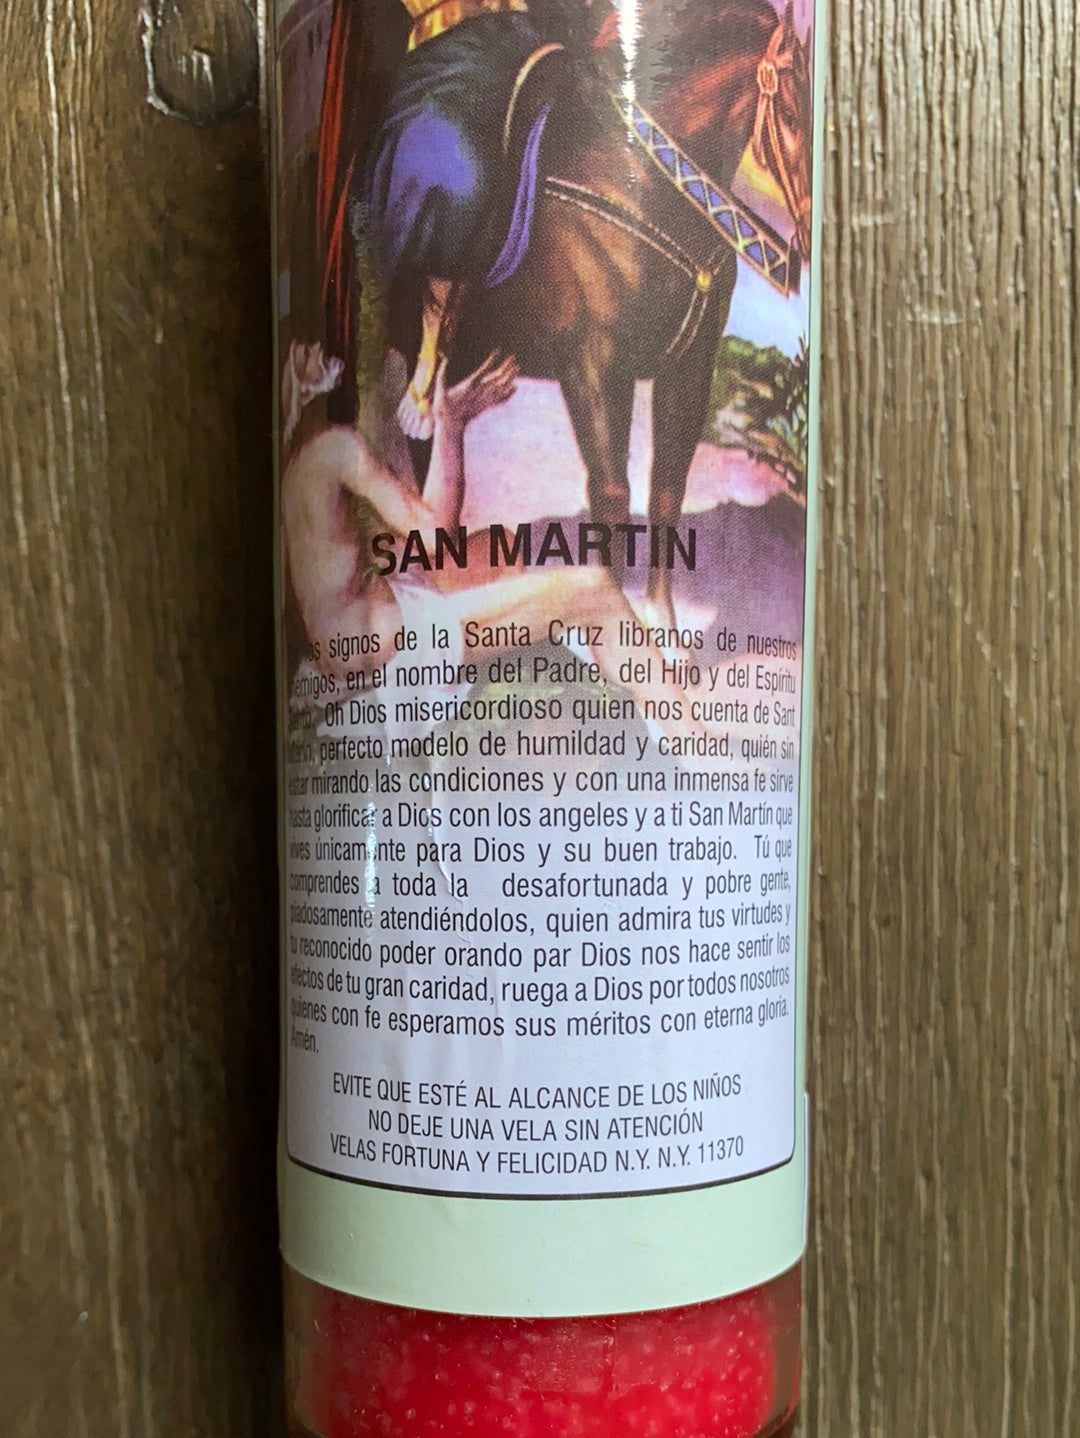 SAN MARTIN
signos de la Santa Cruz libranos de nuestros
emigos, en el nombre del Padre, del Hijo y del Espíritu
Oh Dios misericordioso quien nos cuenta de Sant
perfecto modelo de humildad y caridad, quién sin
estar mirando las condiciones y con una inmensa fe sirve
hasta glorificar a Dios con los angeles y a ti San Martín que
vives únicamente para Dios y su buen trabajo. Tú que
comprendes a toda la desafortunada y pobre gente,
piadosamente atendiéndolos, quien admira tus virtudes y
tu reconocido poder orando par Dios nos hace sentir los
efectos de tu gran caridad, ruega a Dios por todos nosotros
quienes con fe esperamos sus méritos con eterna gloria.
Amén.
EVITE QUE ESTÉ AL ALCANCE DE LOS NIÑOS
NO DEJE UNA VELA SIN ATENCIÓN
VELAS FORTUNA Y FELICIDAD N.Y. N.Y. 11370